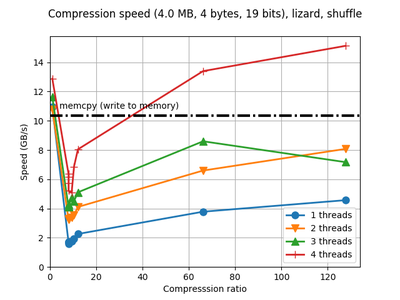 Compression speed (4.0 MB, 4 bytes, 19 bits), lizard, shuffle
Speed (GB/s)
14
12
10
8
6
4
2
0
memcpy (write to memory)
1 threads
2 threads
3 threads
4 threads
0
20
40
60
80
100
120
Compresssion ratio